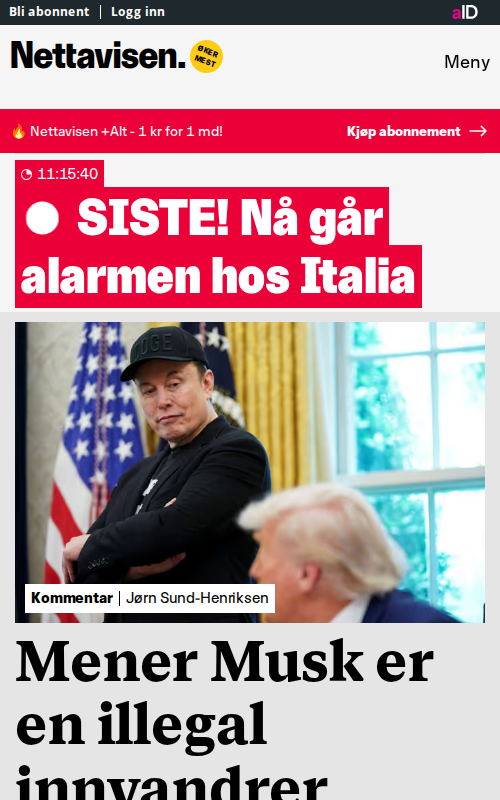 Bli abonnent | Logg inn
aID
Nettavisen.
ØKER
MEST
Meny
Nettavisen +Alt - 1 kr for 1 md!
Kjøp abonnement →
11:15:40
SISTE! Nå går
alarmen hos Italia
Kommentar | Jørn Sund-Henriksen
Mener Musk er
en illegal
innvandrer